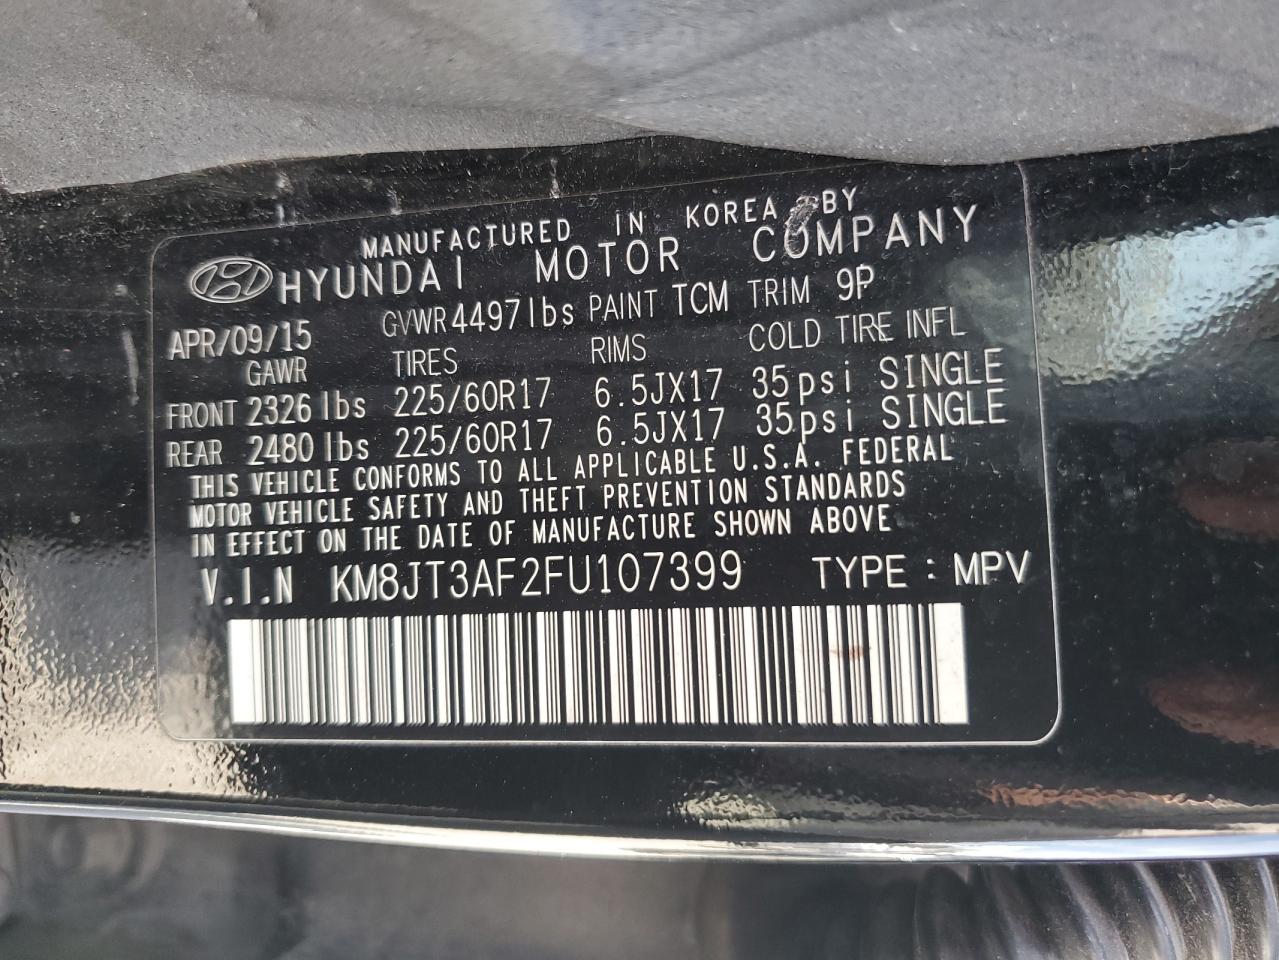 MANUFACTURED IN KOREA BY
HYUNDAI MOTOR COMPANY
APR/09/15 GVWR 4497lbs PAINT TCM TRIM 9P
GAWR TIRES RIMS COLD TIRE INFL
FRONT 2326 lbs 225/60R17 6.5JX17 35psi SINGLE
REAR 2480 lbs 225/60R17 6.5JX17 35psi SINGLE
THIS VEHICLE CONFORMS TO ALL APPLICABLE U.S.A. FEDERAL
MOTOR VEHICLE SAFETY AND THEFT PREVENTION STANDARDS
IN EFFECT ON THE DATE OF MANUFACTURE SHOWN ABOVE
V.I.N KM8JT3AF2FU107399 TYPE : MPV